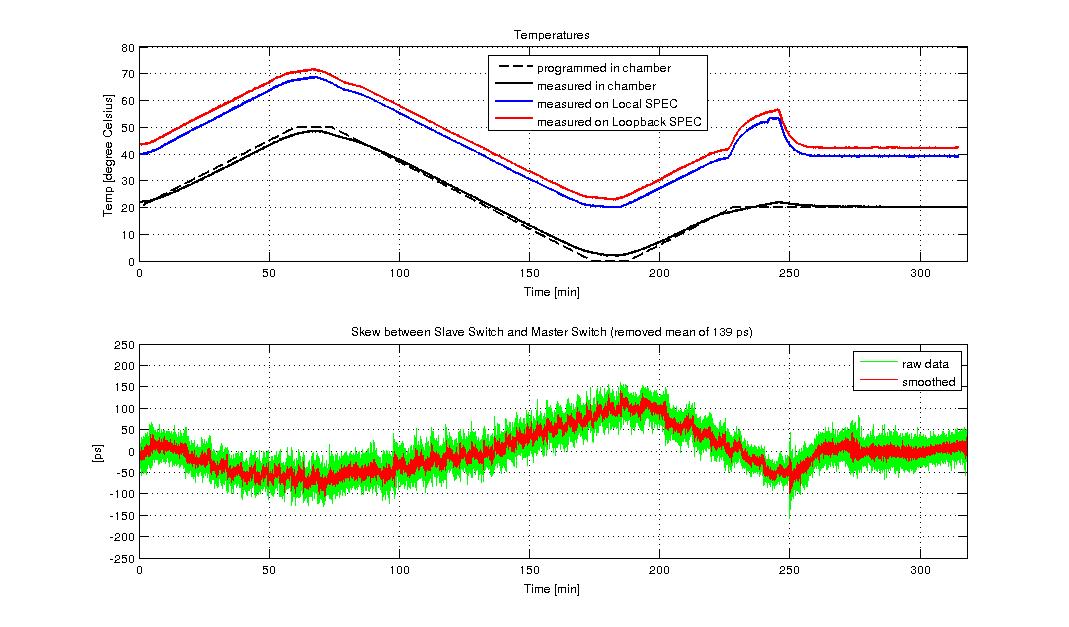 Temperatures
80
70
60
50
40
30
20
10
0
Temp [degree Celsius]
programmed in chamber
measured in chamber
measured on Local SPEC
measured on Loopback SPEC
0 50 100 150 200 250 300
Time [min]
Skew between Slave Switch and Master Switch (removed mean of 139 ps)
250
200
150
100
50
0
-50
-100
-150
-200
-250
[ps]
raw data
smoothed
0 50 100 150 200 250 300
Time [min]